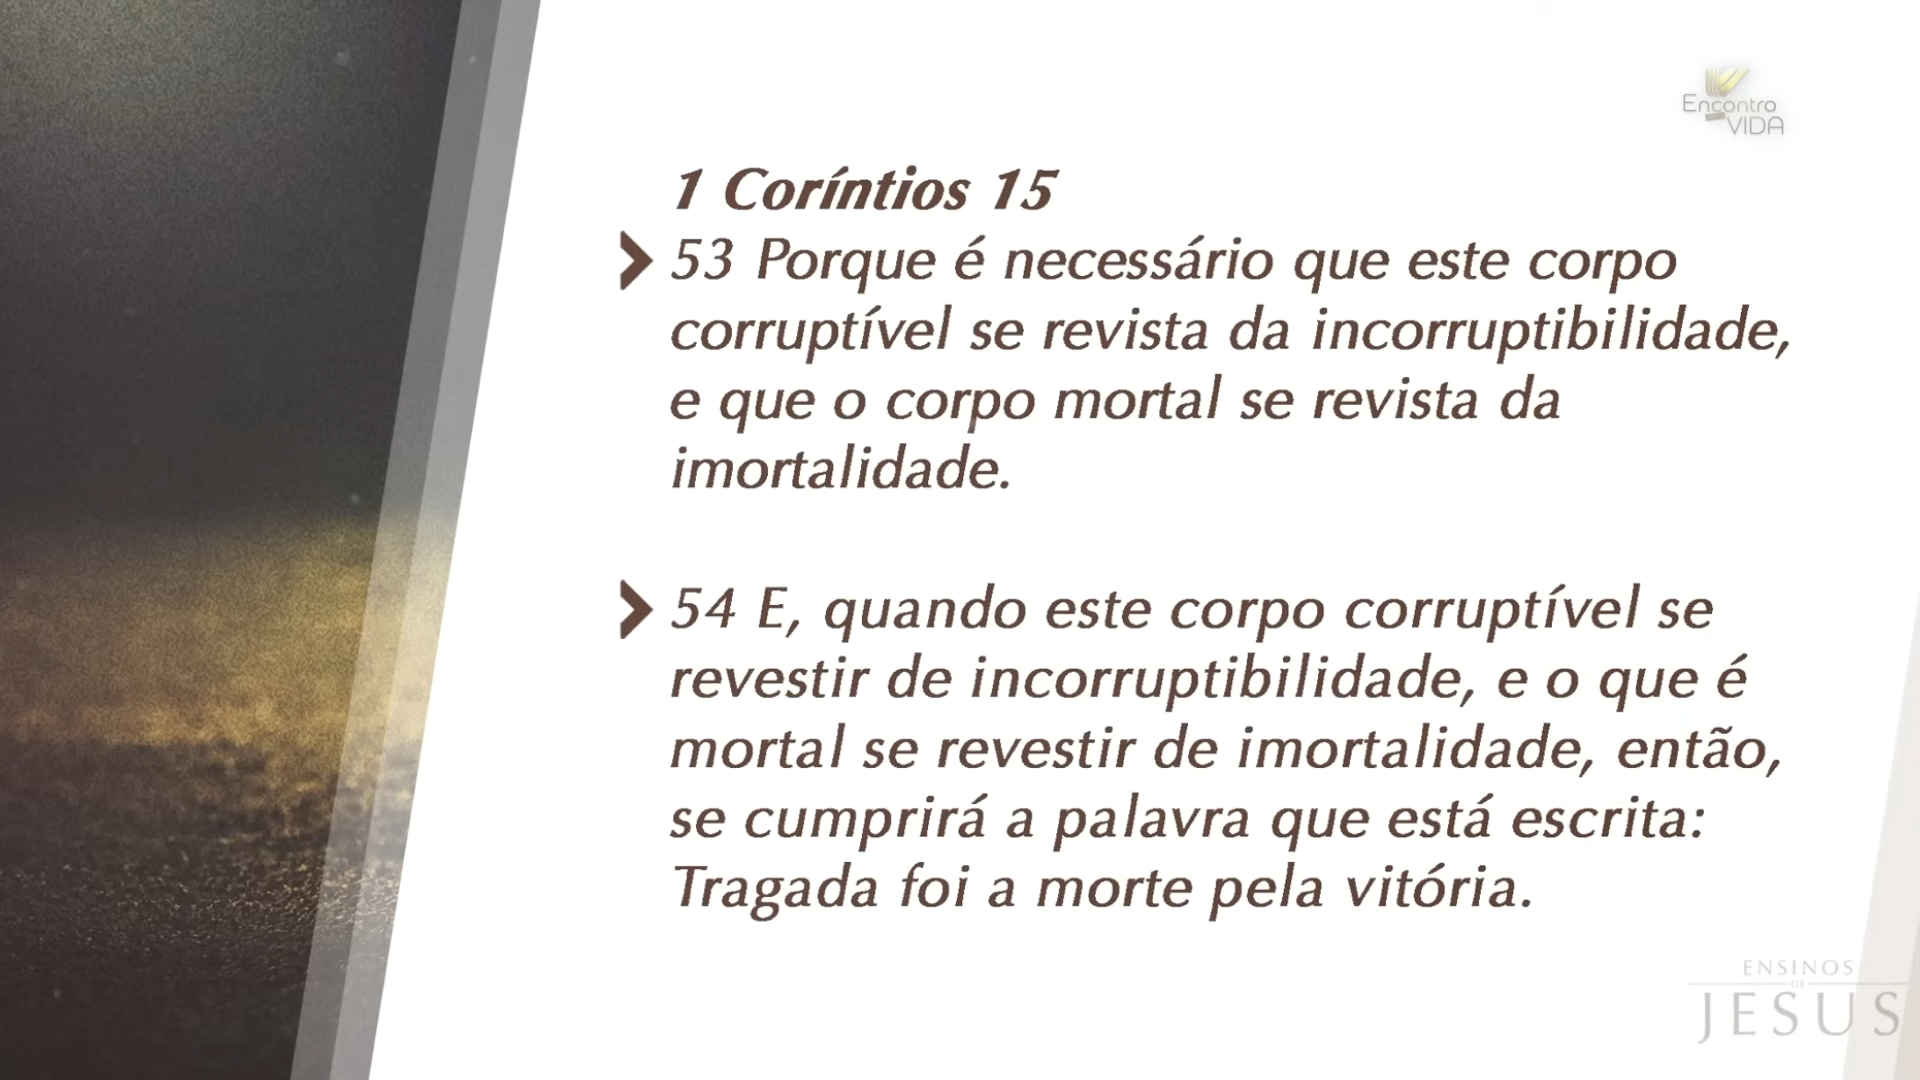 Encontro
VIDA
1 Coríntios 15
53 Porque é necessário que este corpo
corruptível se revista da incorruptibilidade,
e que o corpo mortal se revista da
imortalidade.
54 E, quando este corpo corruptível se
revestir de incorruptibilidade, e o que é
mortal se revestir de imortalidade, então,
se cumprirá a palavra que está escrita:
Tragada foi a morte pela vitória.
ENSINOS
JESUS